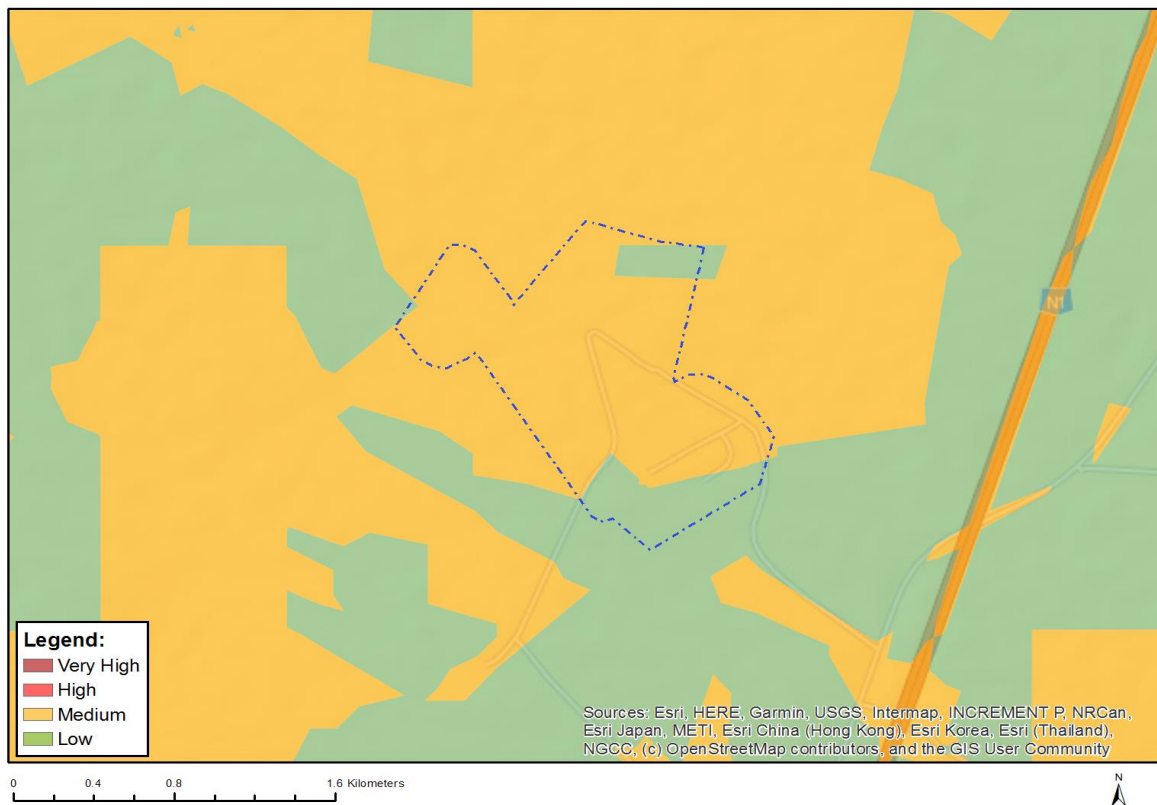 N1
Legend:
Very High
High
Medium
Low
Sources: Esri, HERE, Garmin, USGS, Intermap, INCREMENT P, NRCan,
Esri Japan, METI, Esri China (Hong Kong), Esri Korea, Esri (Thailand),
NGCC, (c) OpenStreetMap contributors, and the GIS User Community
0 0.4 0.8 1.6 Kilometers
N